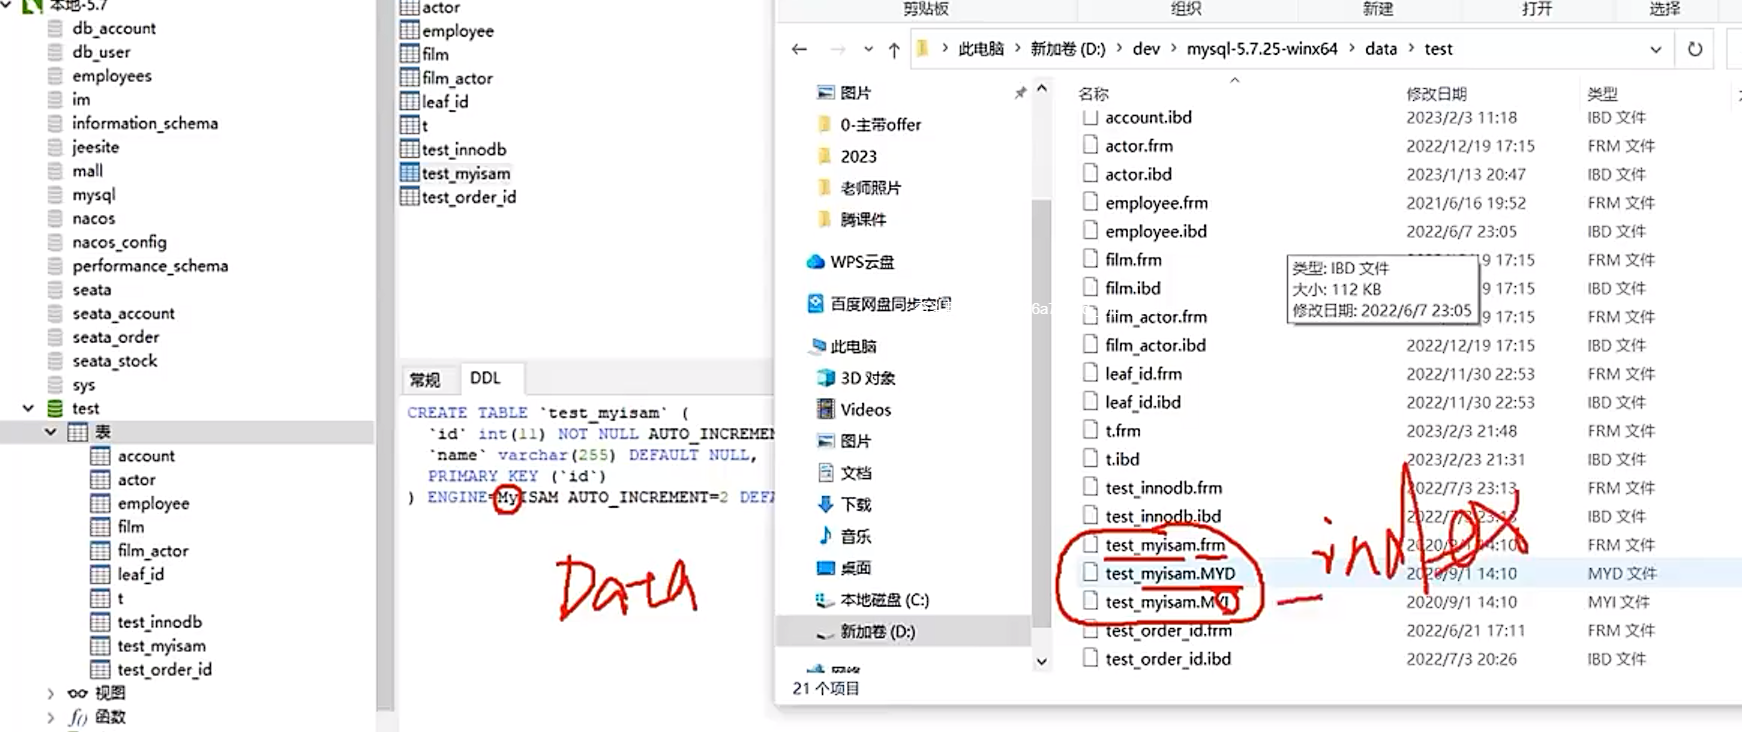 本地-5.7
db_account
db_user
employees
im
information_schema
jeesite
mall
mysql
nacos
nacos_config
performance_schema
seata
seata_account
seata_order
seata_stock
sys
test
表
account
actor
employee
film
film_actor
leaf_id
t
test_innodb
test_myisam
test_order_id
视图
f() 函数
actor
employee
film
film_actor
leaf_id
t
test_innodb
test_myisam
test_order_id
常规 DDL
CREATE TABLE `test_myisam` (
`id` int(11) NOT NULL AUTO_INCREMEN
`name` varchar(255) DEFAULT NULL,
PRIMARY KEY (`id`)
) ENGINE=MyISAM AUTO_INCREMENT=2 DEFA
Data
剪贴板 组织 新建 打开 选择
此电脑 › 新加卷 (D:) › dev › mysql-5.7.25-winx64 › data › test
图片
0-主带offer
2023
老师照片
腾课件
WPS云盘
百度网盘同步空间
此电脑
3D 对象
Videos
图片
文档
下载
音乐
桌面
本地磁盘 (C:)
新加卷 (D:)
网络
21 个项目
名称 修改日期 类型
account.ibd 2023/2/3 11:18 IBD 文件
actor.frm 2022/12/19 17:15 FRM 文件
actor.ibd 2023/1/13 20:47 IBD 文件
employee.frm 2021/6/16 19:52 FRM 文件
employee.ibd 2022/6/7 23:05 IBD 文件
film.frm 9 17:15 FRM 文件
film.ibd 9 17:15 IBD 文件
film_actor.frm 9 17:15 FRM 文件
film_actor.ibd 2022/12/19 17:15 IBD 文件
leaf_id.frm 2022/11/30 22:53 FRM 文件
leaf_id.ibd 2022/11/30 22:53 IBD 文件
t.frm 2023/2/3 21:48 FRM 文件
t.ibd 2023/2/23 21:31 IBD 文件
test_innodb.frm 2022/7/3 23:13 FRM 文件
test_innodb.ibd IBD 文件
test_myisam.frm 2020/9/1 14:10 FRM 文件
test_myisam.MYD 2020/9/1 14:10 MYD 文件
test_myisam.MYI 2020/9/1 14:10 MYI 文件
test_order_id.frm 2022/6/21 17:11 FRM 文件
test_order_id.ibd 2022/7/3 20:26 IBD 文件
类型: IBD 文件
大小: 112 KB
修改日期: 2022/6/7 23:05
index